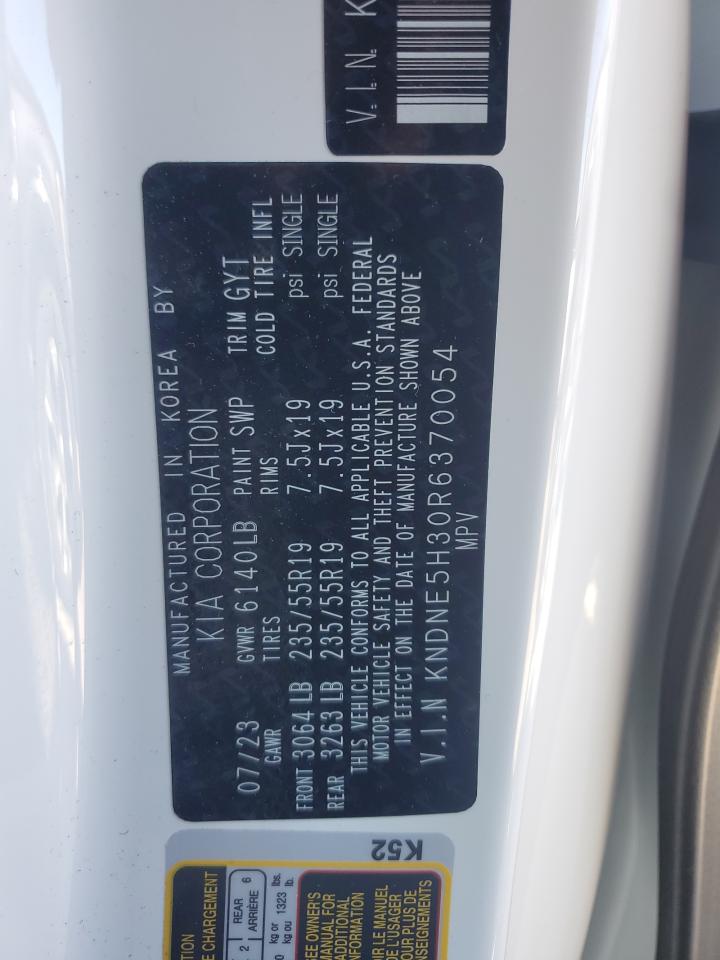 V.I.N. K
MANUFACTURED IN KOREA BY
KIA CORPORATION
07/23 GVWR 6140LB PAINT SWP TRIM GYT
GAWR TIRES RIMS COLD TIRE INFL
FRONT 3064LB 235/55R19 7.5Jx19 psi SINGLE
REAR 3263LB 235/55R19 7.5Jx19 psi SINGLE
THIS VEHICLE CONFORMS TO ALL APPLICABLE U.S.A. FEDERAL
MOTOR VEHICLE SAFETY AND THEFT PREVENTION STANDARDS
IN EFFECT ON THE DATE OF MANUFACTURE SHOWN ABOVE
V.I.N KNDNE5H30R6370054
MPV
K52
E CHARGEMENT
2 REAR 6
ARRIÈRE
0 kg or 1323 lbs.
kg ou lb.
SEE OWNER'S
MANUAL FOR
ADDITIONAL
INFORMATION
IR LE MANUEL
DE L'USAGER
POUR PLUS DE
NSEIGNEMENTS